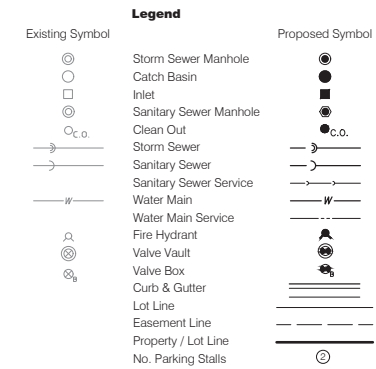 Legend
Existing Symbol Proposed Symbol
Storm Sewer Manhole
Catch Basin
Inlet
Sanitary Sewer Manhole
C.O. Clean Out C.O.
Storm Sewer
Sanitary Sewer
Sanitary Sewer Service
W Water Main W
Water Main Service
Fire Hydrant
Valve Vault
B Valve Box B
Curb & Gutter
Lot Line
Easement Line
Property / Lot Line
No. Parking Stalls 2